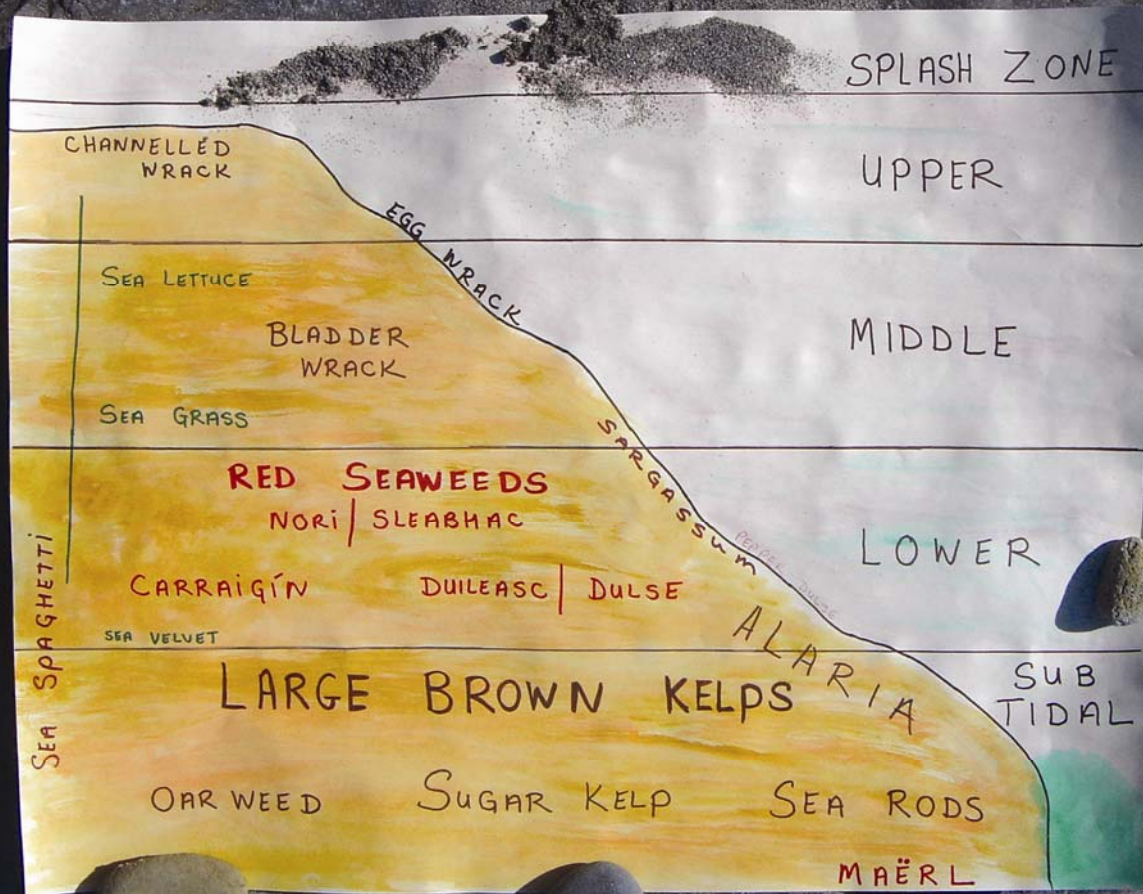 SPLASH ZONE
CHANNELLED
WRACK
UPPER
EGG WRACK
SEA LETTUCE
BLADDER
WRACK
MIDDLE
SEA GRASS
SARGASSUM
RED SEAWEEDS
NORI | SLEABHAC
PEPPER DULSE
LOWER
CARRAIGÍN
DUILEASC | DULSE
SEA VELVET
ALARIA
SEA SPAGHETTI
LARGE BROWN KELPS
SUB
TIDAL
OAR WEED
SUGAR KELP
SEA RODS
MAËRL